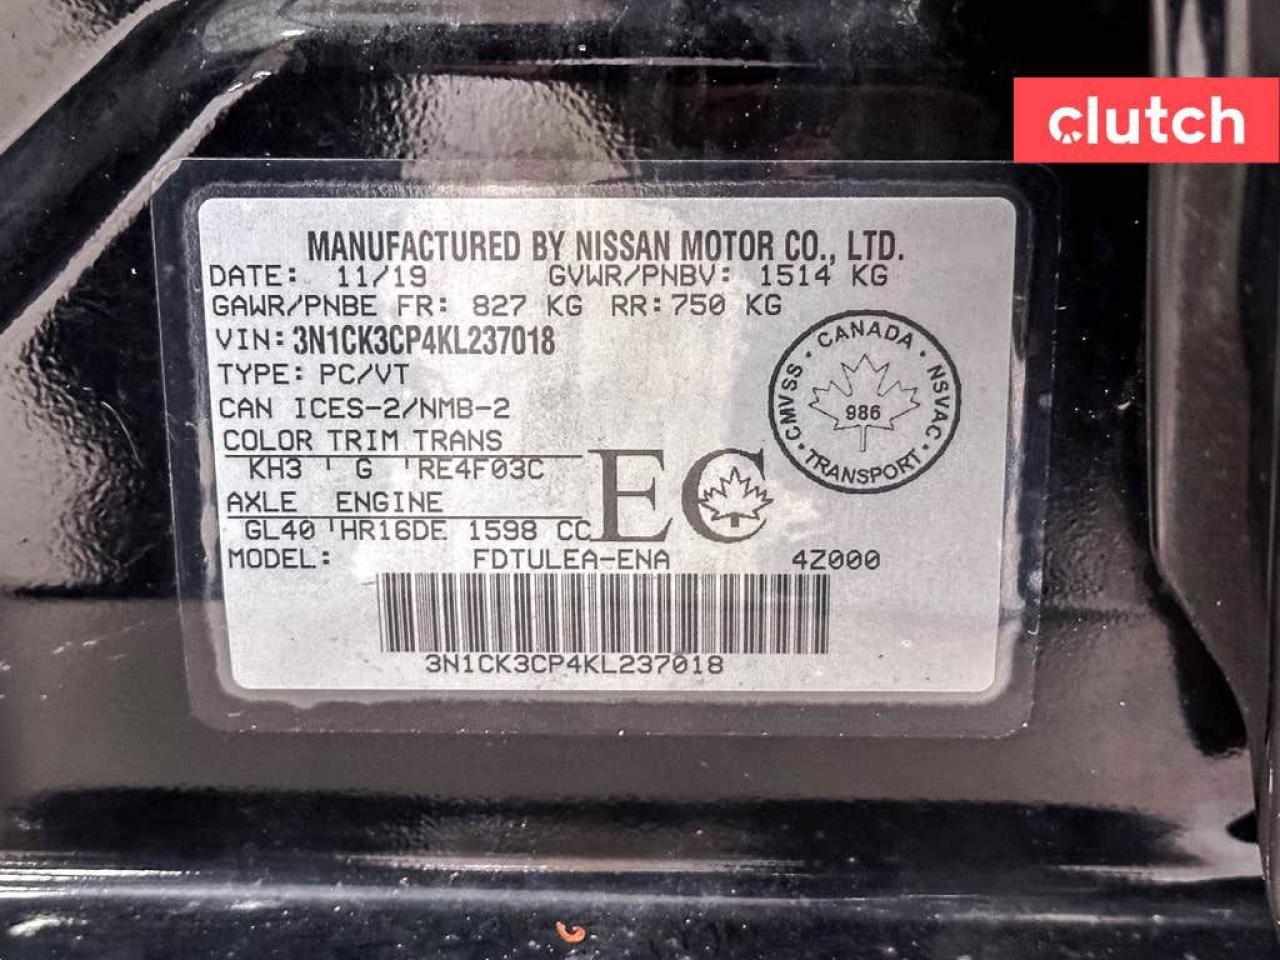 clutch
MANUFACTURED BY NISSAN MOTOR CO., LTD.
DATE: 11/19 GVWR/PNBV: 1514 KG
GAWR/PNBE FR: 827 KG RR: 750 KG
VIN: 3N1CK3CP4KL237018
TYPE: PC/VT
CAN ICES-2/NMB-2
COLOR TRIM TRANS
KH3 G RE4F03C
AXLE ENGINE
GL40 HR16DE 1598 CC
MODEL: FDTULEA-ENA 4Z000
3N1CK3CP4KL237018
EC
CANADA · NSVAC · TRANSPORT · CMVSS ·
986